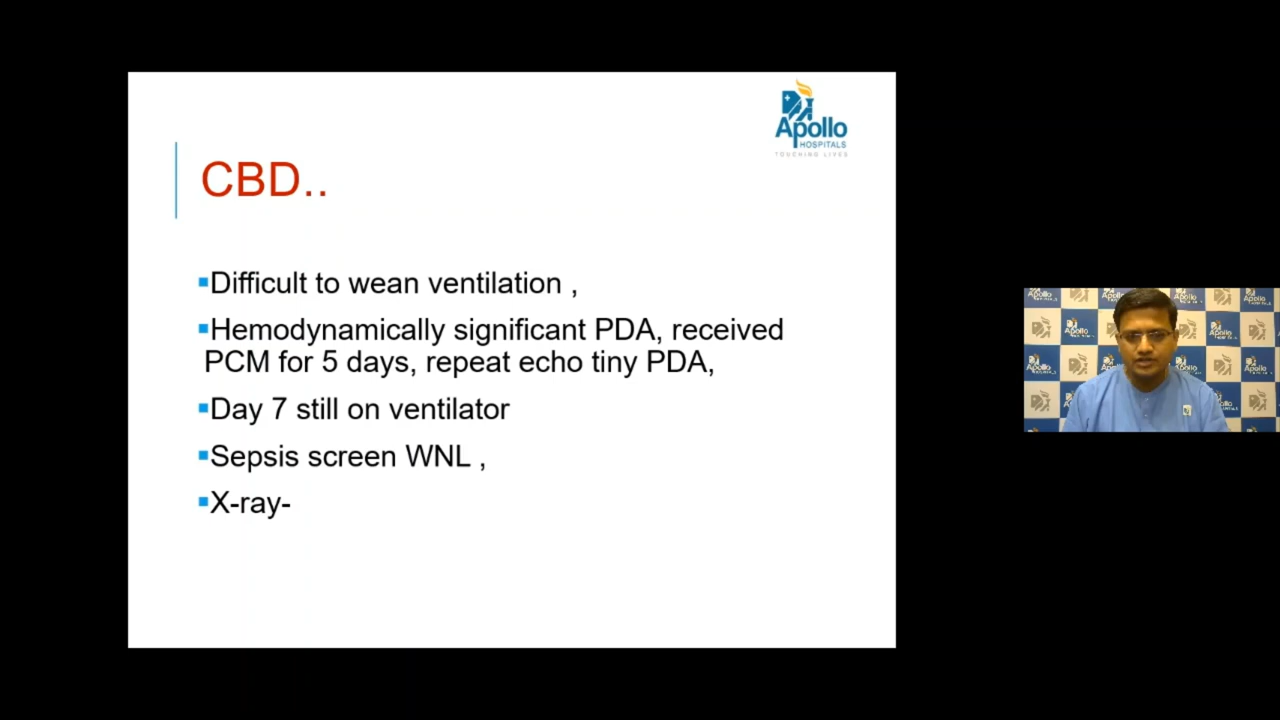 Apollo
HOSPITALS
TOUCHING LIVES
CBD..
▪Difficult to wean ventilation ,
▪Hemodynamically significant PDA, received
PCM for 5 days, repeat echo tiny PDA,
▪Day 7 still on ventilator
▪Sepsis screen WNL ,
▪X-ray-